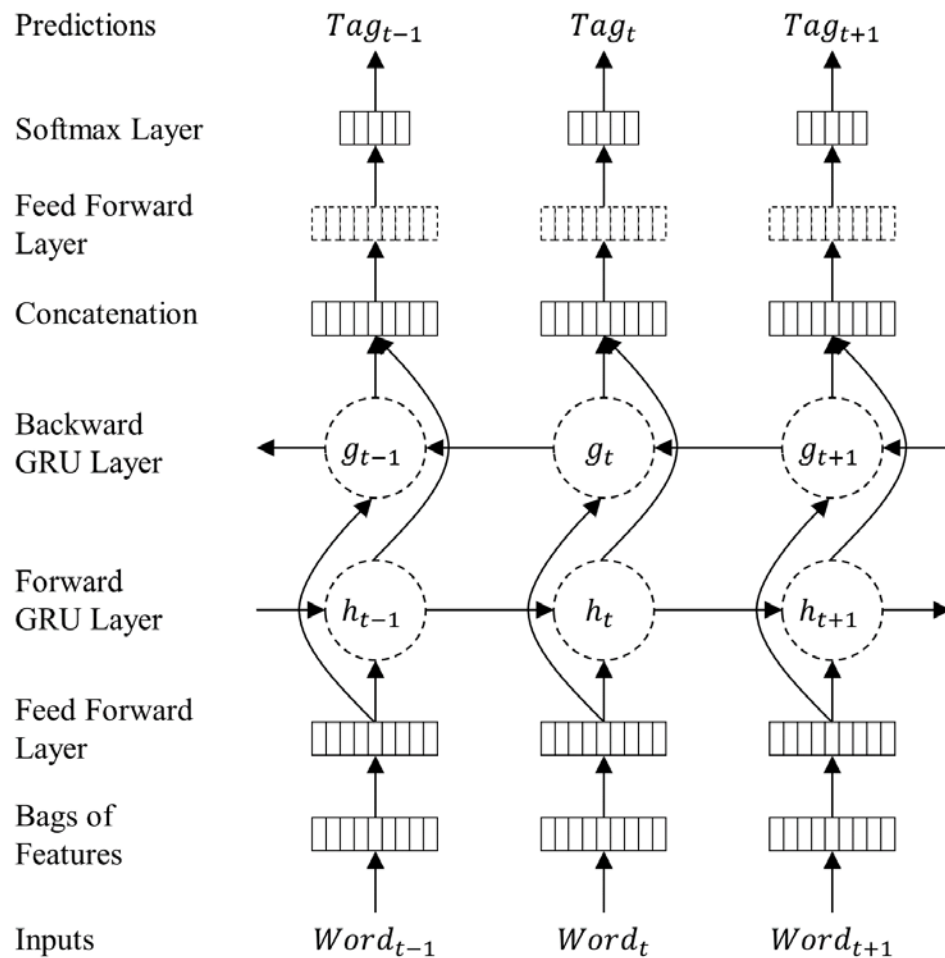 Predictions Tag_{t−1} Tag_t Tag_{t+1}
Softmax Layer
Feed Forward
Layer
Concatenation
Backward
GRU Layer
g_{t−1} g_t g_{t+1}
Forward
GRU Layer
h_{t−1} h_t h_{t+1}
Feed Forward
Layer
Bags of
Features
Inputs Word_{t−1} Word_t Word_{t+1}